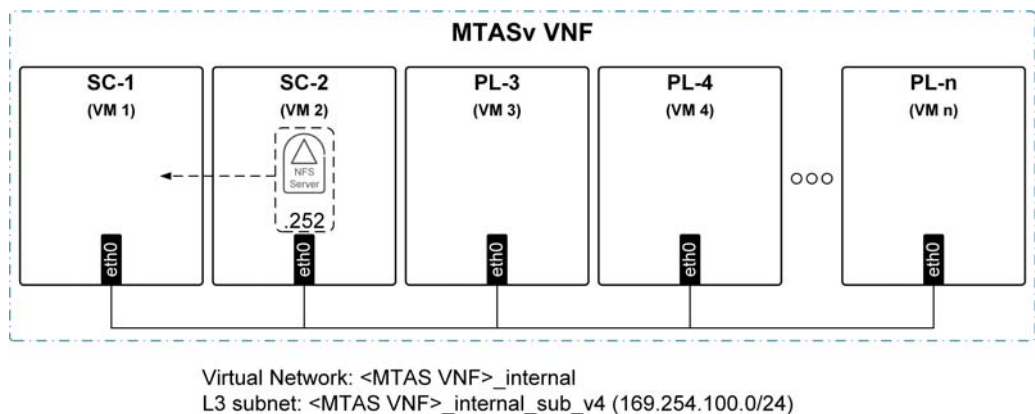 MTASv VNF
SC-1
(VM 1)
SC-2
(VM 2)
PL-3
(VM 3)
PL-4
(VM 4)
PL-n
(VM n)
NFS
Server
.252
eth0
eth0
eth0
eth0
eth0
Virtual Network: <MTAS VNF>_internal
L3 subnet: <MTAS VNF>_internal_sub_v4 (169.254.100.0/24)